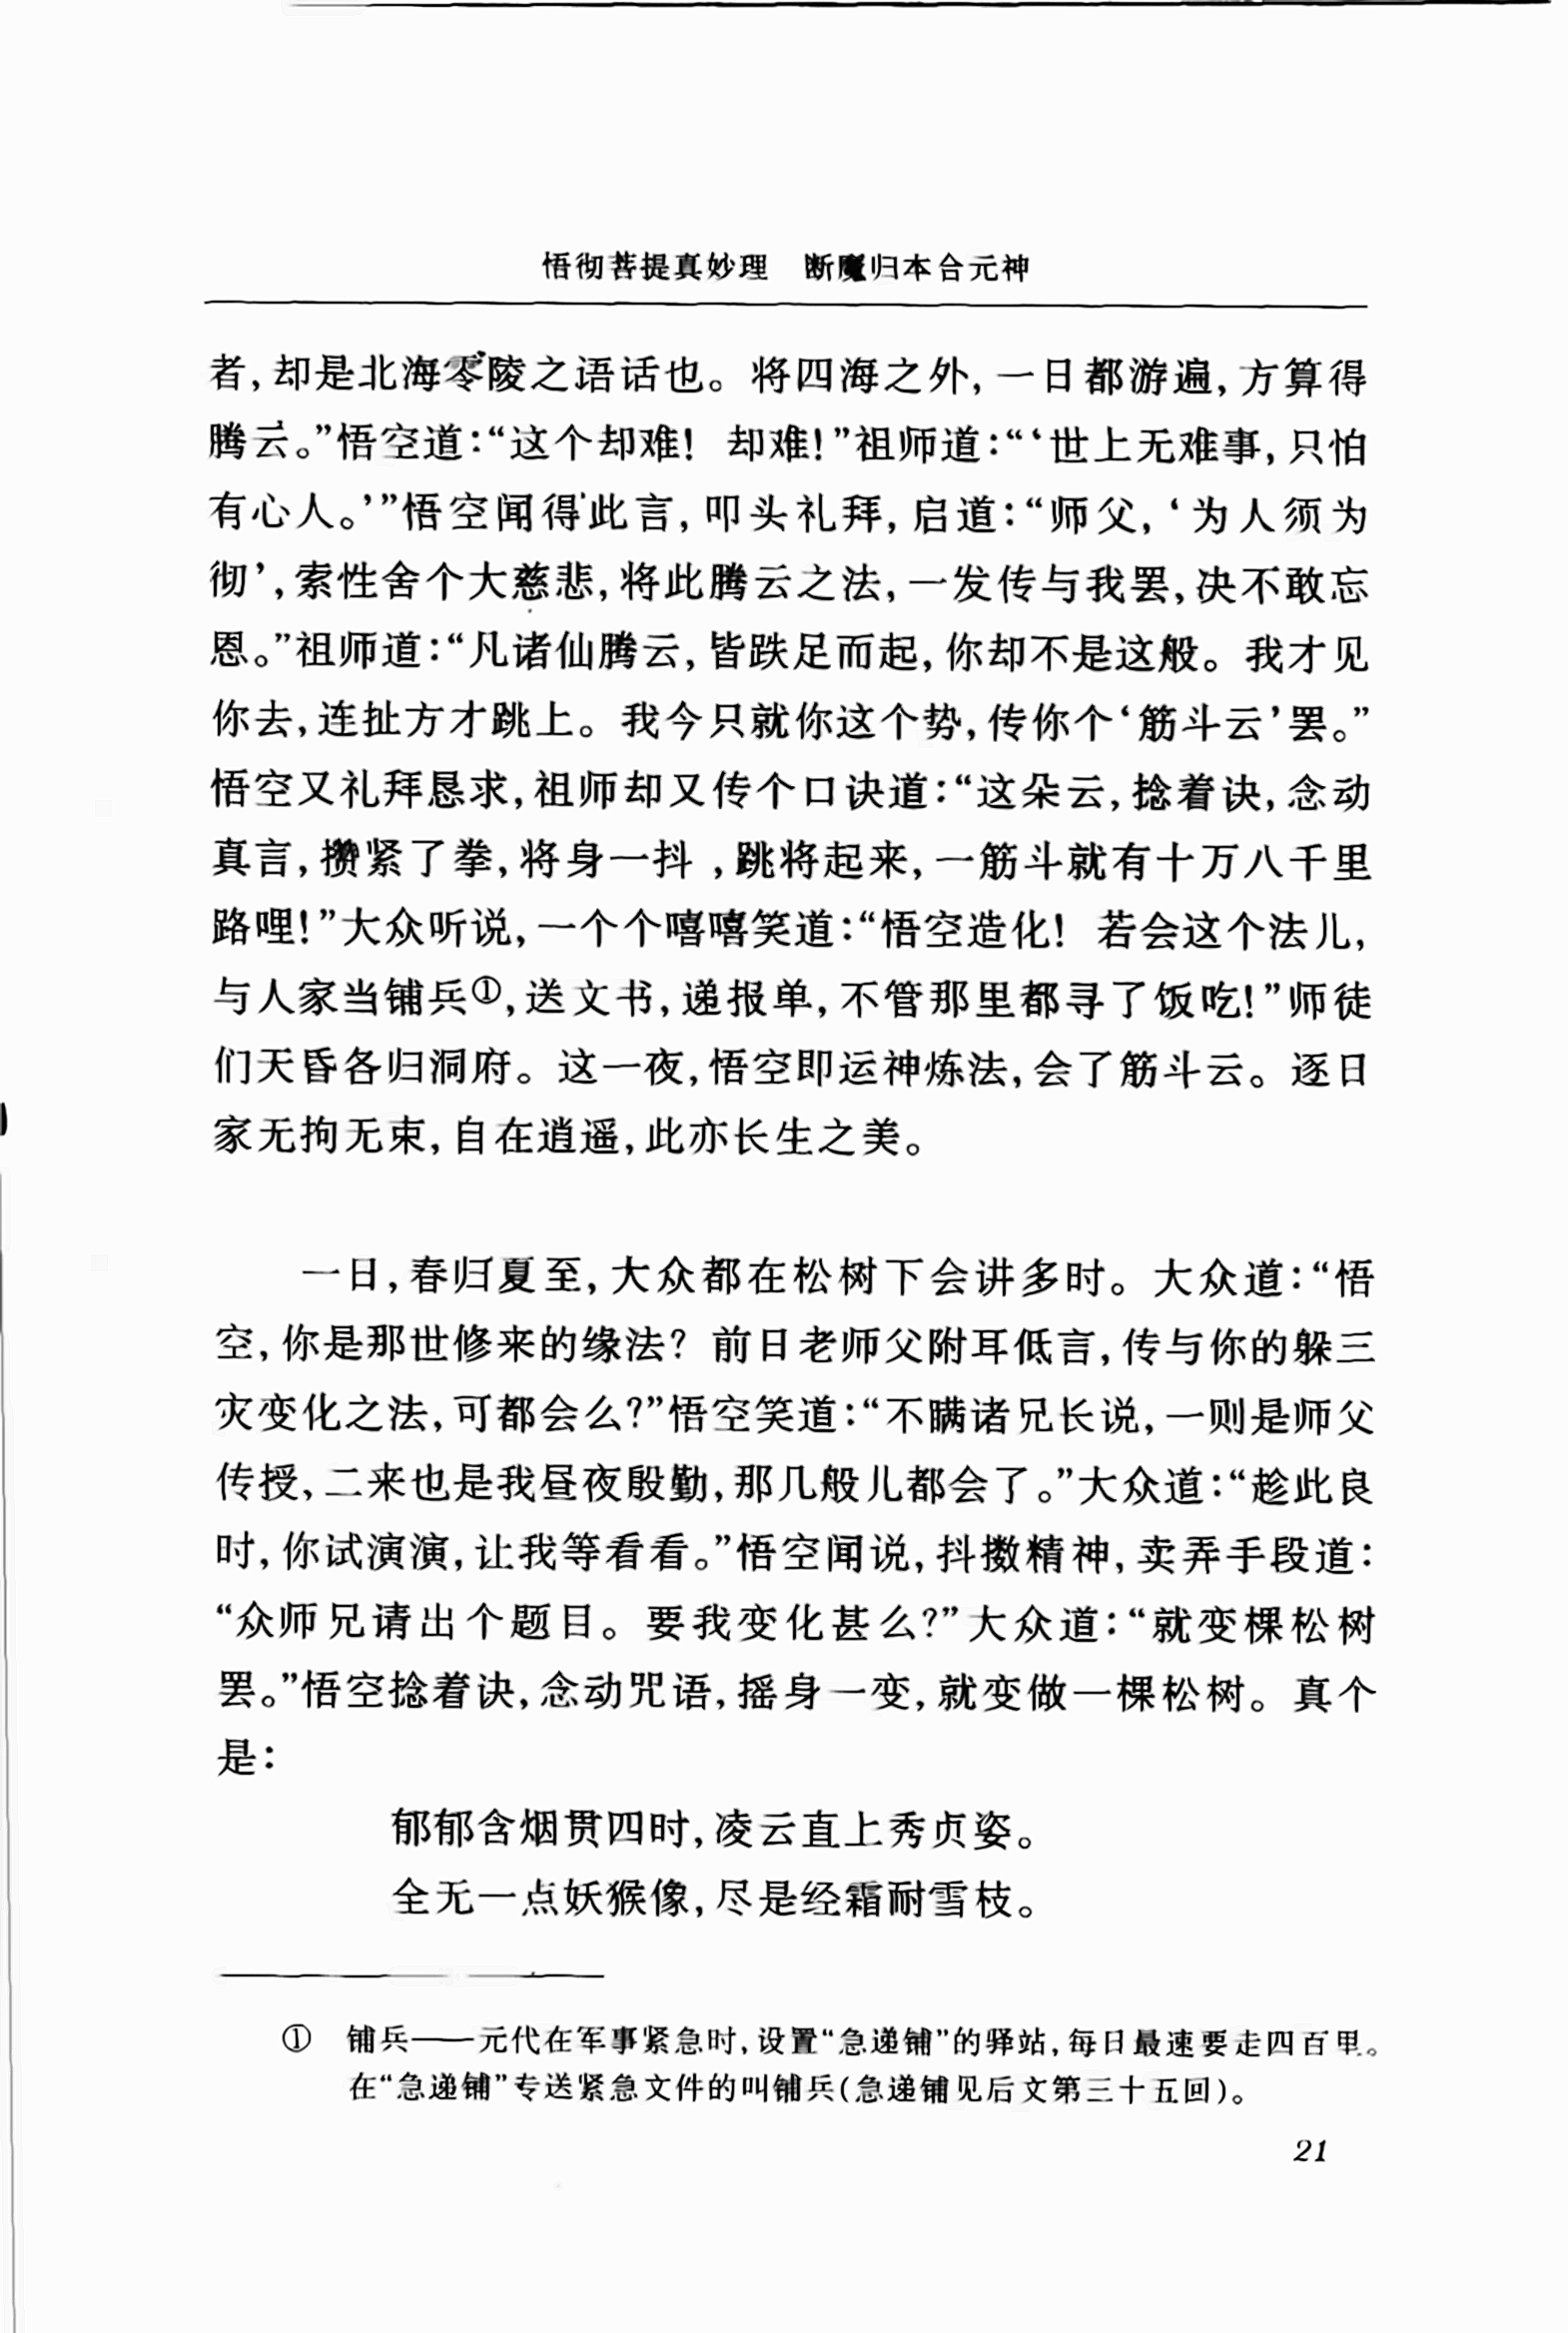 悟彻菩提真妙理　断魔归本合元神
者，却是北海零陵之语话也。将四海之外，一日都游遍，方算得
腾云。”悟空道：“这个却难！却难！”祖师道：“‘世上无难事，只怕
有心人。’”悟空闻得此言，叩头礼拜，启道：“师父，‘为人须为
彻’，索性舍个大慈悲，将此腾云之法，一发传与我罢，决不敢忘
恩。”祖师道：“凡诸仙腾云，皆跌足而起，你却不是这般。我才见
你去，连扯方才跳上。我今只就你这个势，传你个‘筋斗云’罢。”
悟空又礼拜恳求，祖师却又传个口诀道：“这朵云，捻着诀，念动
真言，攒紧了拳，将身一抖，跳将起来，一筋斗就有十万八千里
路哩！”大众听说，一个个嘻嘻笑道：“悟空造化！若会这个法儿，
与人家当铺兵①，送文书，递报单，不管那里都寻了饭吃！”师徒
们天昏各归洞府。这一夜，悟空即运神炼法，会了筋斗云。逐日
家无拘无束，自在逍遥，此亦长生之美。
一日，春归夏至，大众都在松树下会讲多时。大众道：“悟
空，你是那世修来的缘法？前日老师父附耳低言，传与你的躲三
灾变化之法，可都会么？”悟空笑道：“不瞒诸兄长说，一则是师父
传授，二来也是我昼夜殷勤，那几般儿都会了。”大众道：“趁此良
时，你试演演，让我等看看。”悟空闻说，抖擞精神，卖弄手段道：
“众师兄请出个题目。要我变化甚么？”大众道：“就变棵松树
罢。”悟空捻着诀，念动咒语，摇身一变，就变做一棵松树。真个
是：
郁郁含烟贯四时，凌云直上秀贞姿。
全无一点妖猴像，尽是经霜耐雪枝。
①　铺兵——元代在军事紧急时，设置“急递铺”的驿站，每日最速要走四百里。
在“急递铺”专送紧急文件的叫铺兵（急递铺见后文第三十五回）。
21